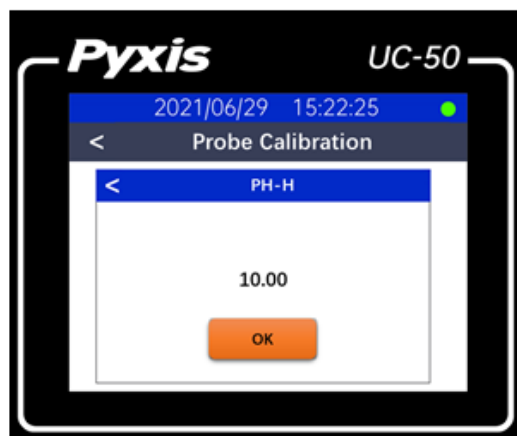 Pyxis UC-50
2021/06/29 15:22:25
< Probe Calibration
< PH-H
10.00
OK